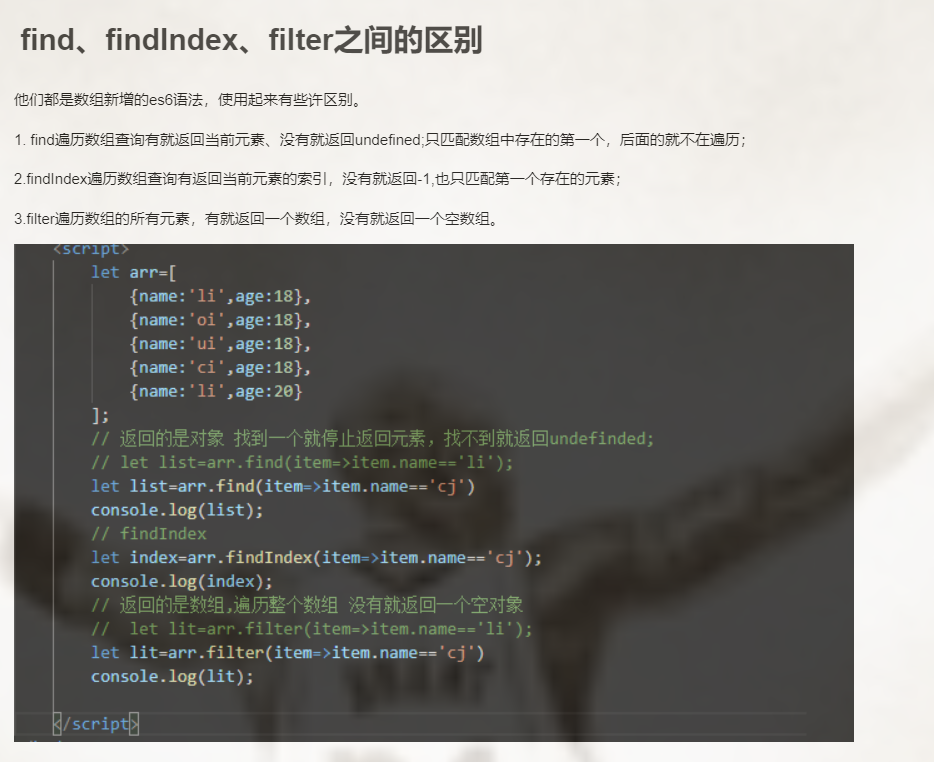 find、findIndex、filter之间的区别
他们都是数组新增的es6语法，使用起来有些许区别。
1. find遍历数组查询有就返回当前元素、没有就返回undefined;只匹配数组中存在的第一个，后面的就不在遍历；
2.findIndex遍历数组查询有返回当前元素的索引，没有就返回-1,也只匹配第一个存在的元素；
3.filter遍历数组的所有元素，有就返回一个数组，没有就返回一个空数组。
<script>
let arr=[
{name:'li',age:18},
{name:'oi',age:18},
{name:'ui',age:18},
{name:'ci',age:18},
{name:'li',age:20}
];
// 返回的是对象 找到一个就停止返回元素，找不到就返回undefinded;
// let list=arr.find(item=>item.name=='li');
let list=arr.find(item=>item.name=='cj')
console.log(list);
// findIndex
let index=arr.findIndex(item=>item.name=='cj');
console.log(index);
// 返回的是数组,遍历整个数组 没有就返回一个空对象
//  let lit=arr.filter(item=>item.name=='li');
let lit=arr.filter(item=>item.name=='cj')
console.log(lit);
</script>